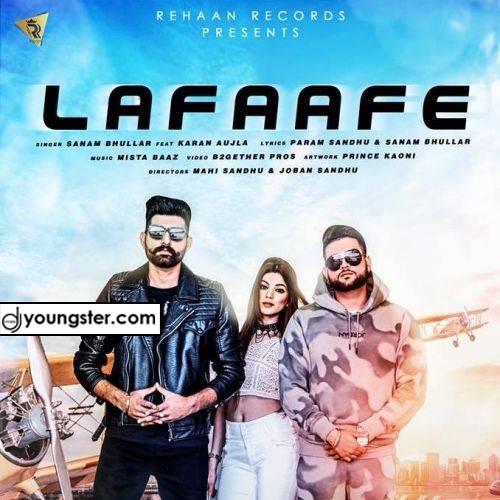 REHAAN RECORDS
PRESENTS
LAFAAFE
SINGER SANAM BHULLAR FEAT KARAN AUJLA LYRICS PARAM SANDHU & SANAM BHULLAR
MUSIC MISTA BAAZ VIDEO B2GETHER PROS ARTWORK PRINCE KAONI
DIRECTORS MAHI SANDHU & JOBAN SANDHU
djyoungster.com